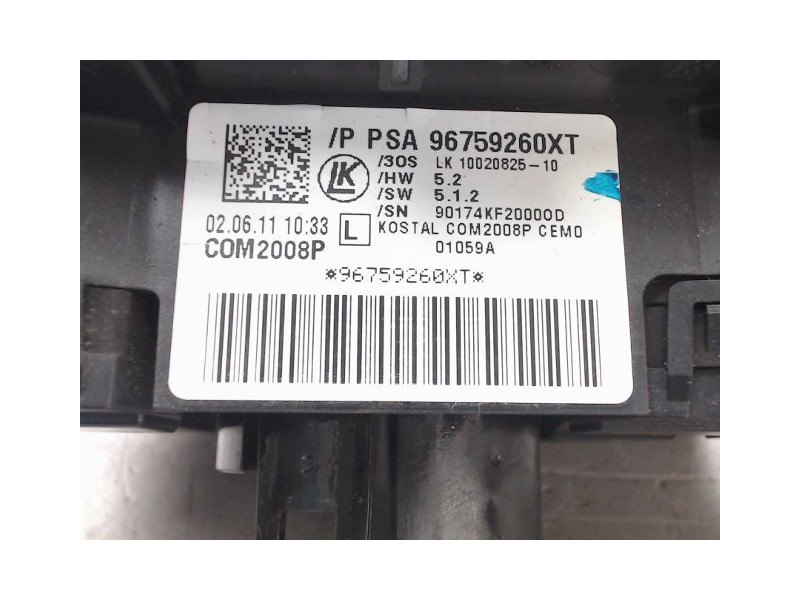 /P PSA 96759260XT
LK
/3OS LK 10020825-10
/HW 5.2
/SW 5.1.2
/SN 90174KF20000D
02.06.11 10:33 L KOSTAL COM2008P CEM0
COM2008P 01059A
*96759260XT*